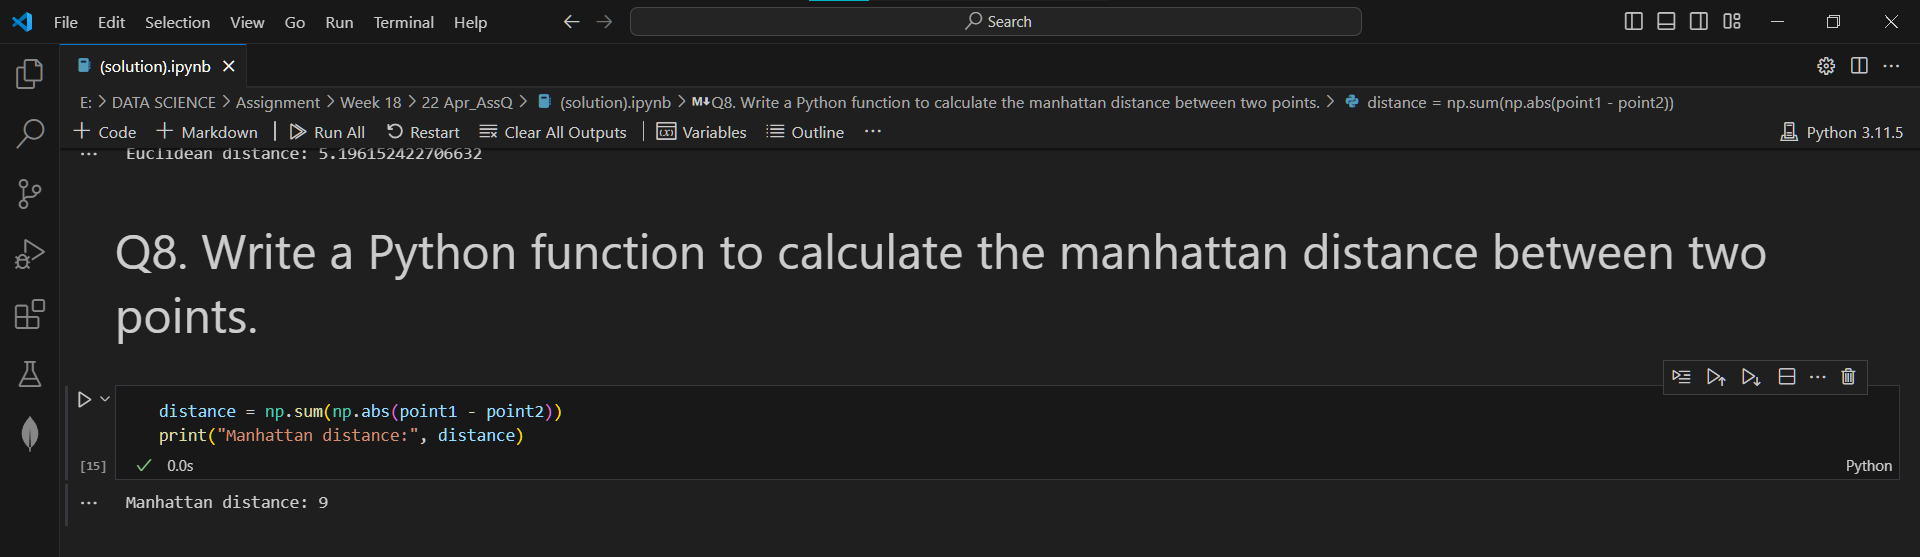 File Edit Selection View Go Run Terminal Help Search
(solution).ipynb
E: > DATA SCIENCE > Assignment > Week 18 > 22 Apr_AssQ > (solution).ipynb > M↓Q8. Write a Python function to calculate the manhattan distance between two points. > distance = np.sum(np.abs(point1 - point2))
+ Code + Markdown | Run All Restart Clear All Outputs | Variables Outline ... Python 3.11.5
... Euclidean distance: 5.196152422706632
Q8. Write a Python function to calculate the manhattan distance between two
points.
distance = np.sum(np.abs(point1 - point2))
print("Manhattan distance:", distance)
[15] 0.0s Python
... Manhattan distance: 9